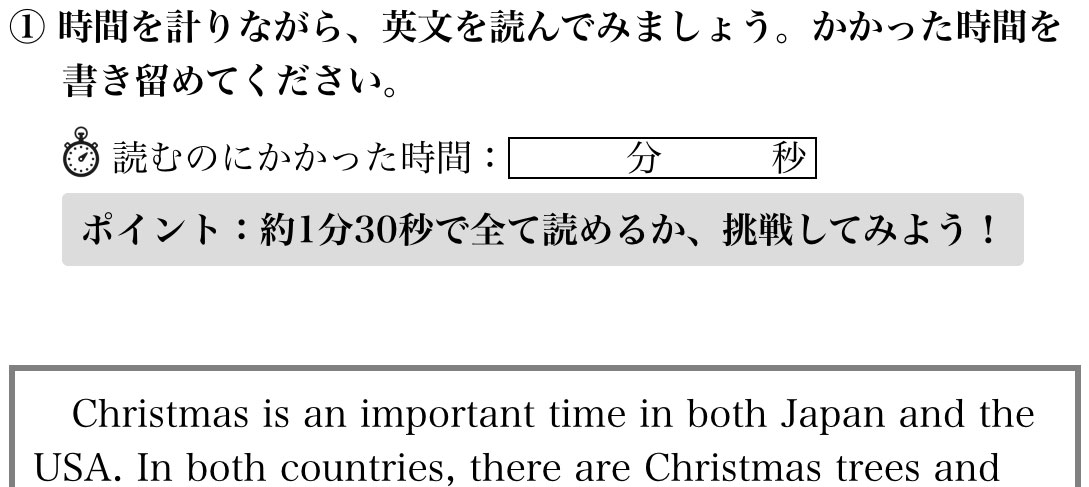 ① 時間を計りながら、英文を読んでみましょう。かかった時間を
書き留めてください。
読むのにかかった時間：　　　分　　　秒
ポイント：約1分30秒で全て読めるか、挑戦してみよう！
Christmas is an important time in both Japan and the
USA. In both countries, there are Christmas trees and